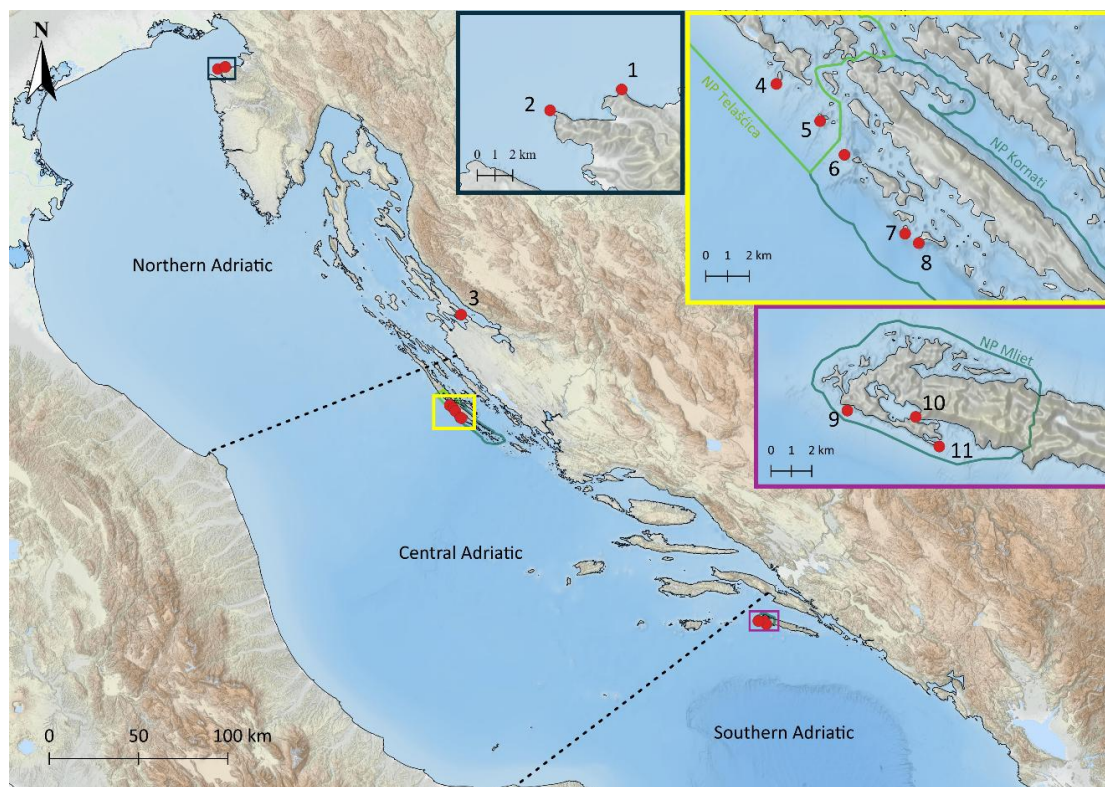 N
1
2
0 1 2 km
4
5
6
7
8
NP Telašćica
NP Kornati
0 1 2 km
Northern Adriatic
3
NP Mljet
9
10
11
0 1 2 km
Central Adriatic
Southern Adriatic
0 50 100 km